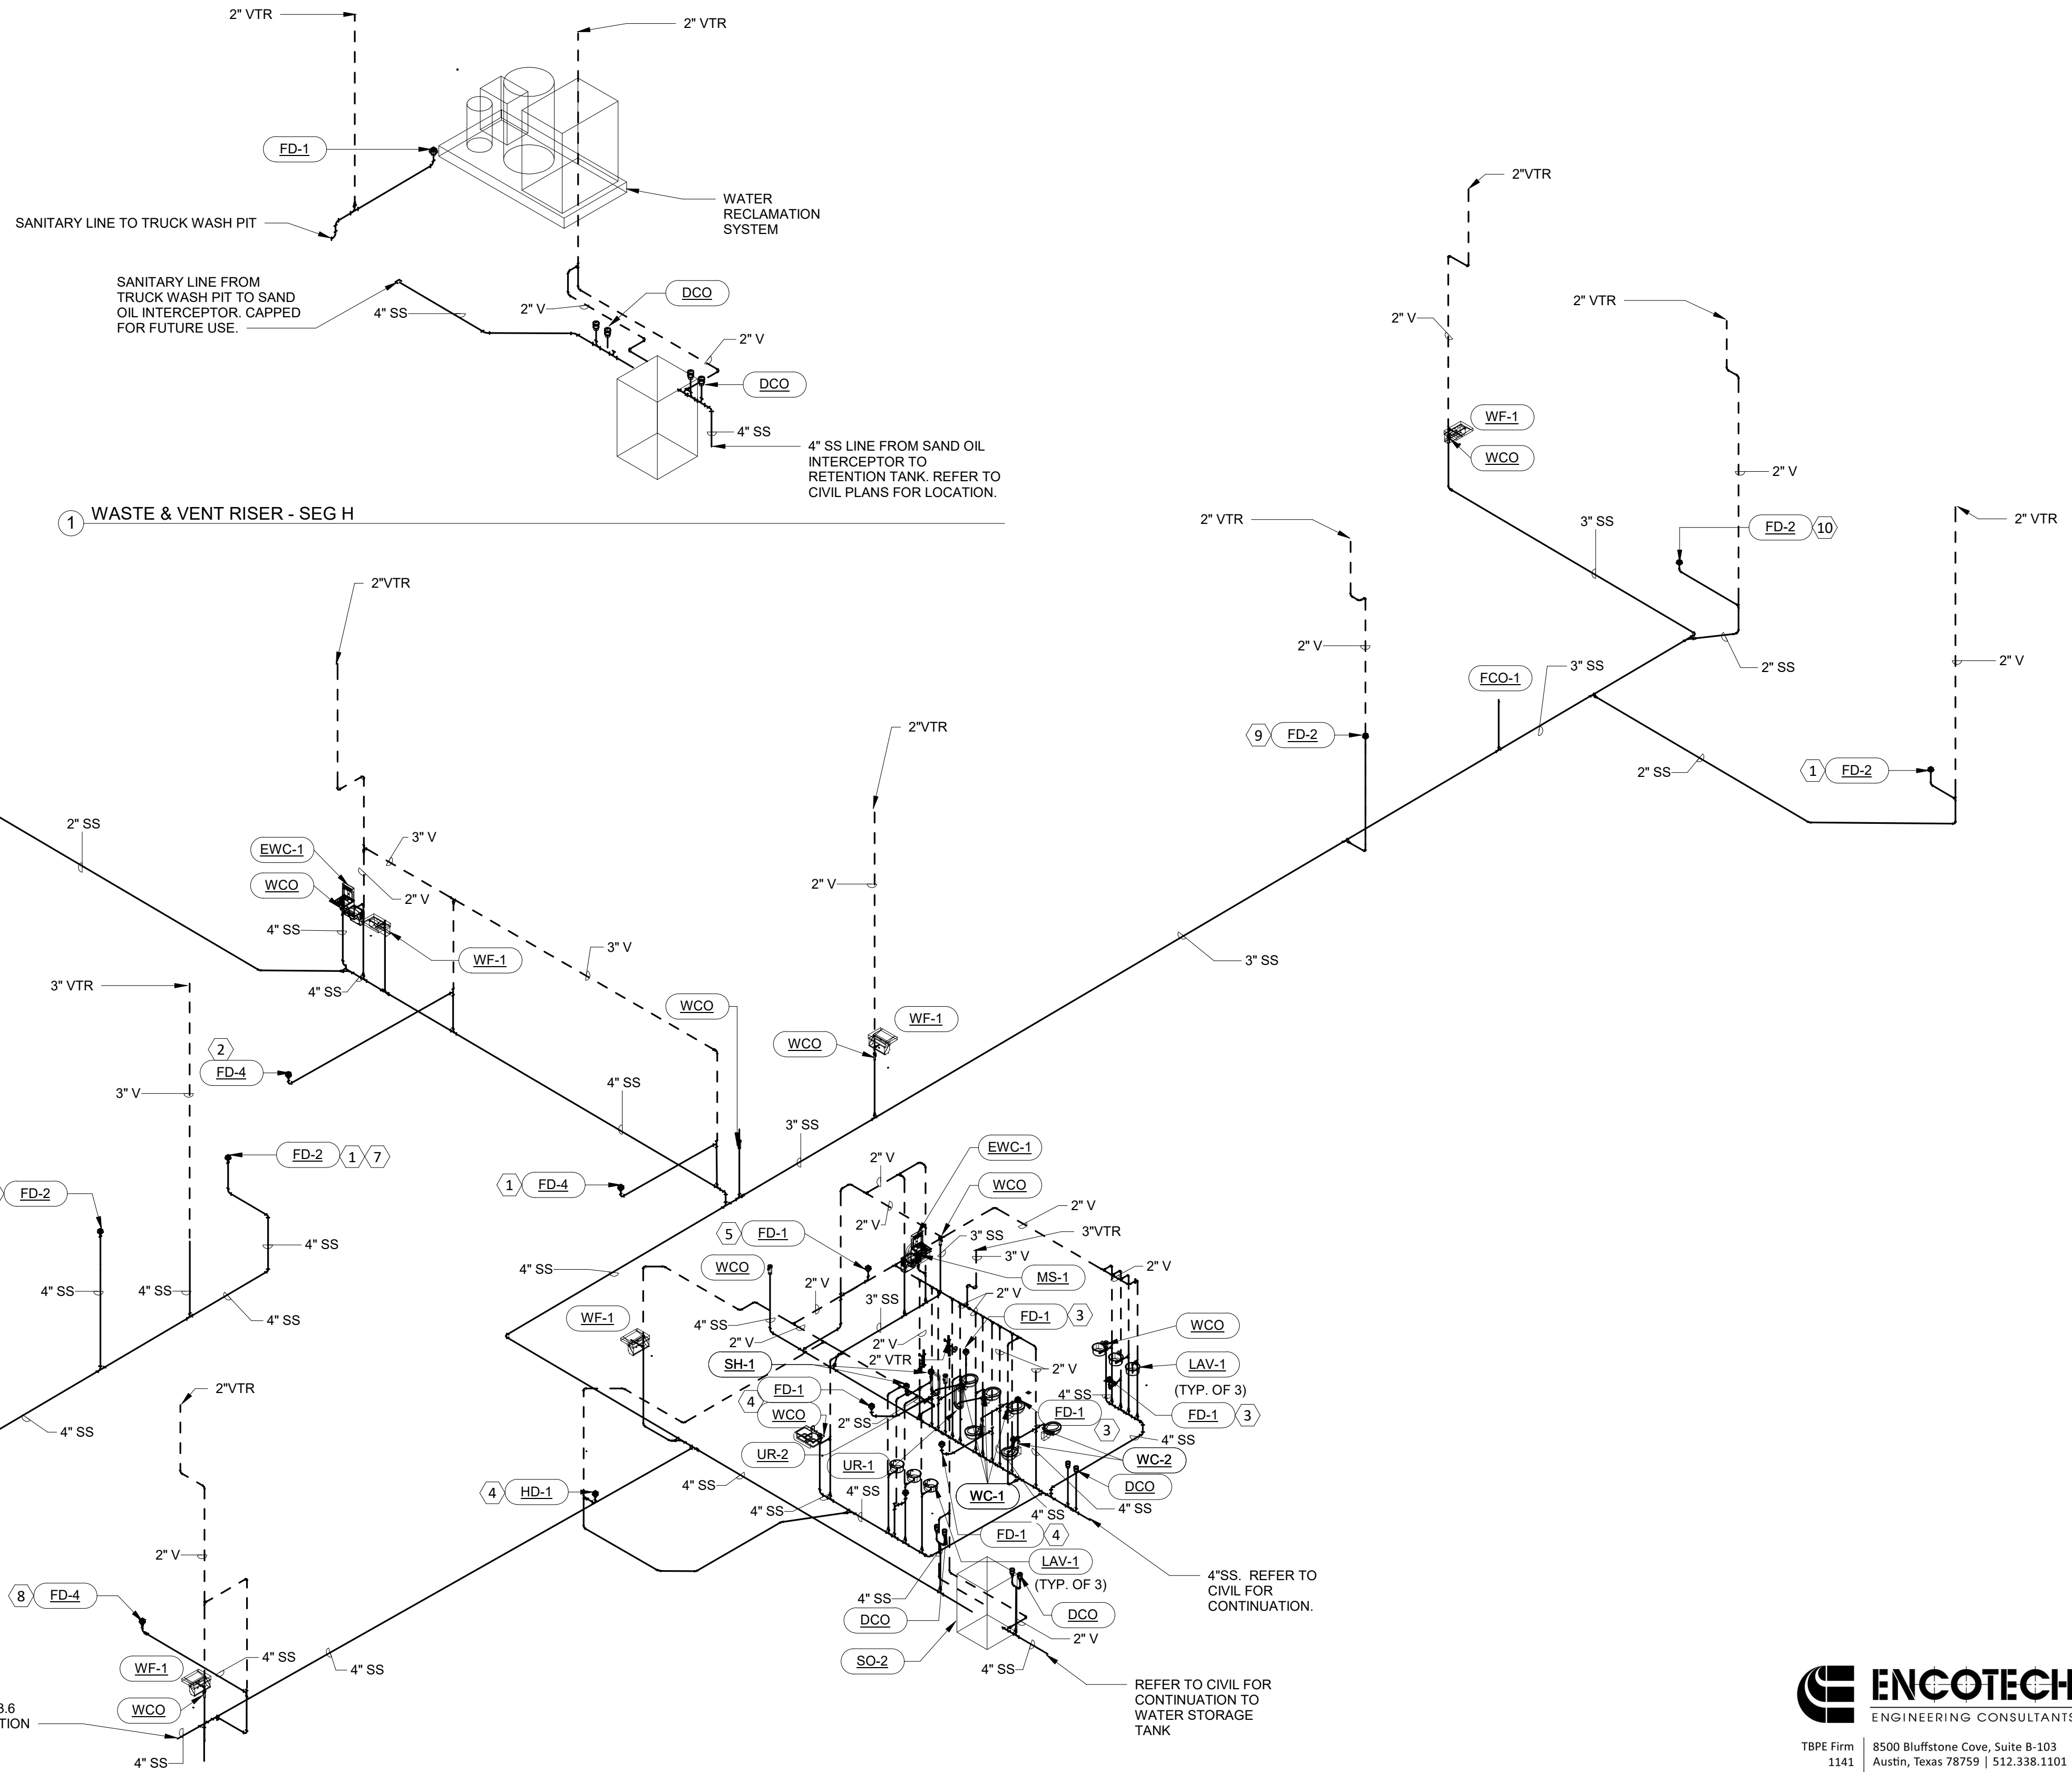 2" VTR
2" VTR
FD-1
SANITARY LINE TO TRUCK WASH PIT
WATER
RECLAMATION
SYSTEM
SANITARY LINE FROM
TRUCK WASH PIT TO SAND
OIL INTERCEPTOR. CAPPED
FOR FUTURE USE.
4" SS
2" V
DCO
2" V
DCO
4" SS
4" SS LINE FROM SAND OIL
INTERCEPTOR TO
RETENTION TANK. REFER TO
CIVIL PLANS FOR LOCATION.
1 WASTE & VENT RISER - SEG H
2"VTR
2" V
2" VTR
WF-1
WCO
2" V
2" VTR
3" SS
FD-2 10
2" VTR
2" V
2" SS
2" V
3" SS
FCO-1
9 FD-2
2" SS
1 FD-2
2"VTR
2"VTR
2" SS
3" V
EWC-1
WCO
2" V
2" V
4" SS
3" V
WF-1
3" SS
4" SS
3" VTR
WCO
WF-1
WCO
2
FD-4
3" V
4" SS
3" SS
FD-2 1 7
EWC-1
2" V
1 FD-4
WCO
FD-2
2" V
2" V
3"VTR
5 FD-1
3" SS
4" SS
3" V
WCO
2" V
4" SS
MS-1
2" V
4" SS
4" SS
3" SS
2" V
FD-1 3
4" SS
WF-1
4" SS
WCO
2" V
2" V
2" VTR
SH-1
2" V
LAV-1
(TYP. OF 3)
FD-1
4
4" SS
2"VTR
WCO
2" SS
FD-1
3
FD-1 3
4" SS
4" SS
UR-2
UR-1
WC-2
4" SS
DCO
4 HD-1
WC-1
4" SS
4" SS
4" SS
4" SS
FD-1 4
2" V
LAV-1
(TYP. OF 3)
4"SS. REFER TO
CIVIL FOR
CONTINUATION.
8 FD-4
4" SS
DCO
DCO
2" V
4" SS
WF-1
4" SS
SO-2
4" SS
REFER TO CIVIL FOR
CONTINUATION TO
WATER STORAGE
TANK
WCO
3.6
TION
4" SS
ENCOTECH
ENGINEERING CONSULTANTS
TBPE Firm
1141
8500 Bluffstone Cove, Suite B-103
Austin, Texas 78759 | 512.338.1101